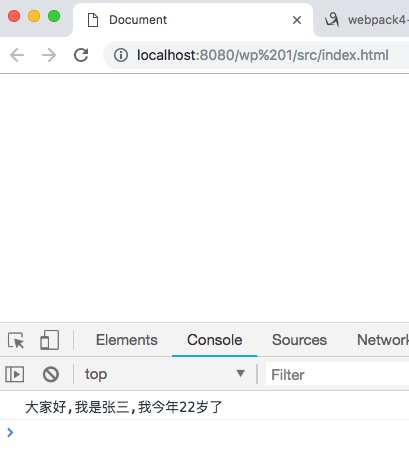 Document
webpack4-
localhost:8080/wp%201/src/index.html
Elements Console Sources Network
top Filter
大家好,我是张三,我今年22岁了